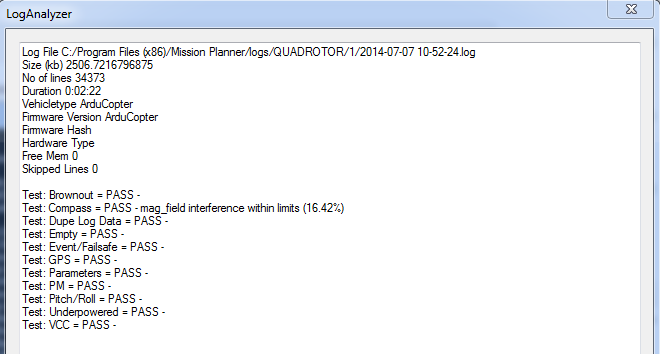 LogAnalyzer
Log File C:/Program Files (x86)/Mission Planner/logs/QUADROTOR/1/2014-07-07 10-52-24.log
Size (kb) 2506.7216796875
No of lines 34373
Duration 0:02:22
Vehicletype ArduCopter
Firmware Version ArduCopter
Firmware Hash
Hardware Type
Free Mem 0
Skipped Lines 0
Test: Brownout = PASS -
Test: Compass = PASS - mag_field interference within limits (16.42%)
Test: Dupe Log Data = PASS -
Test: Empty = PASS -
Test: Event/Failsafe = PASS -
Test: GPS = PASS -
Test: Parameters = PASS -
Test: PM = PASS -
Test: Pitch/Roll = PASS -
Test: Underpowered = PASS -
Test: VCC = PASS -